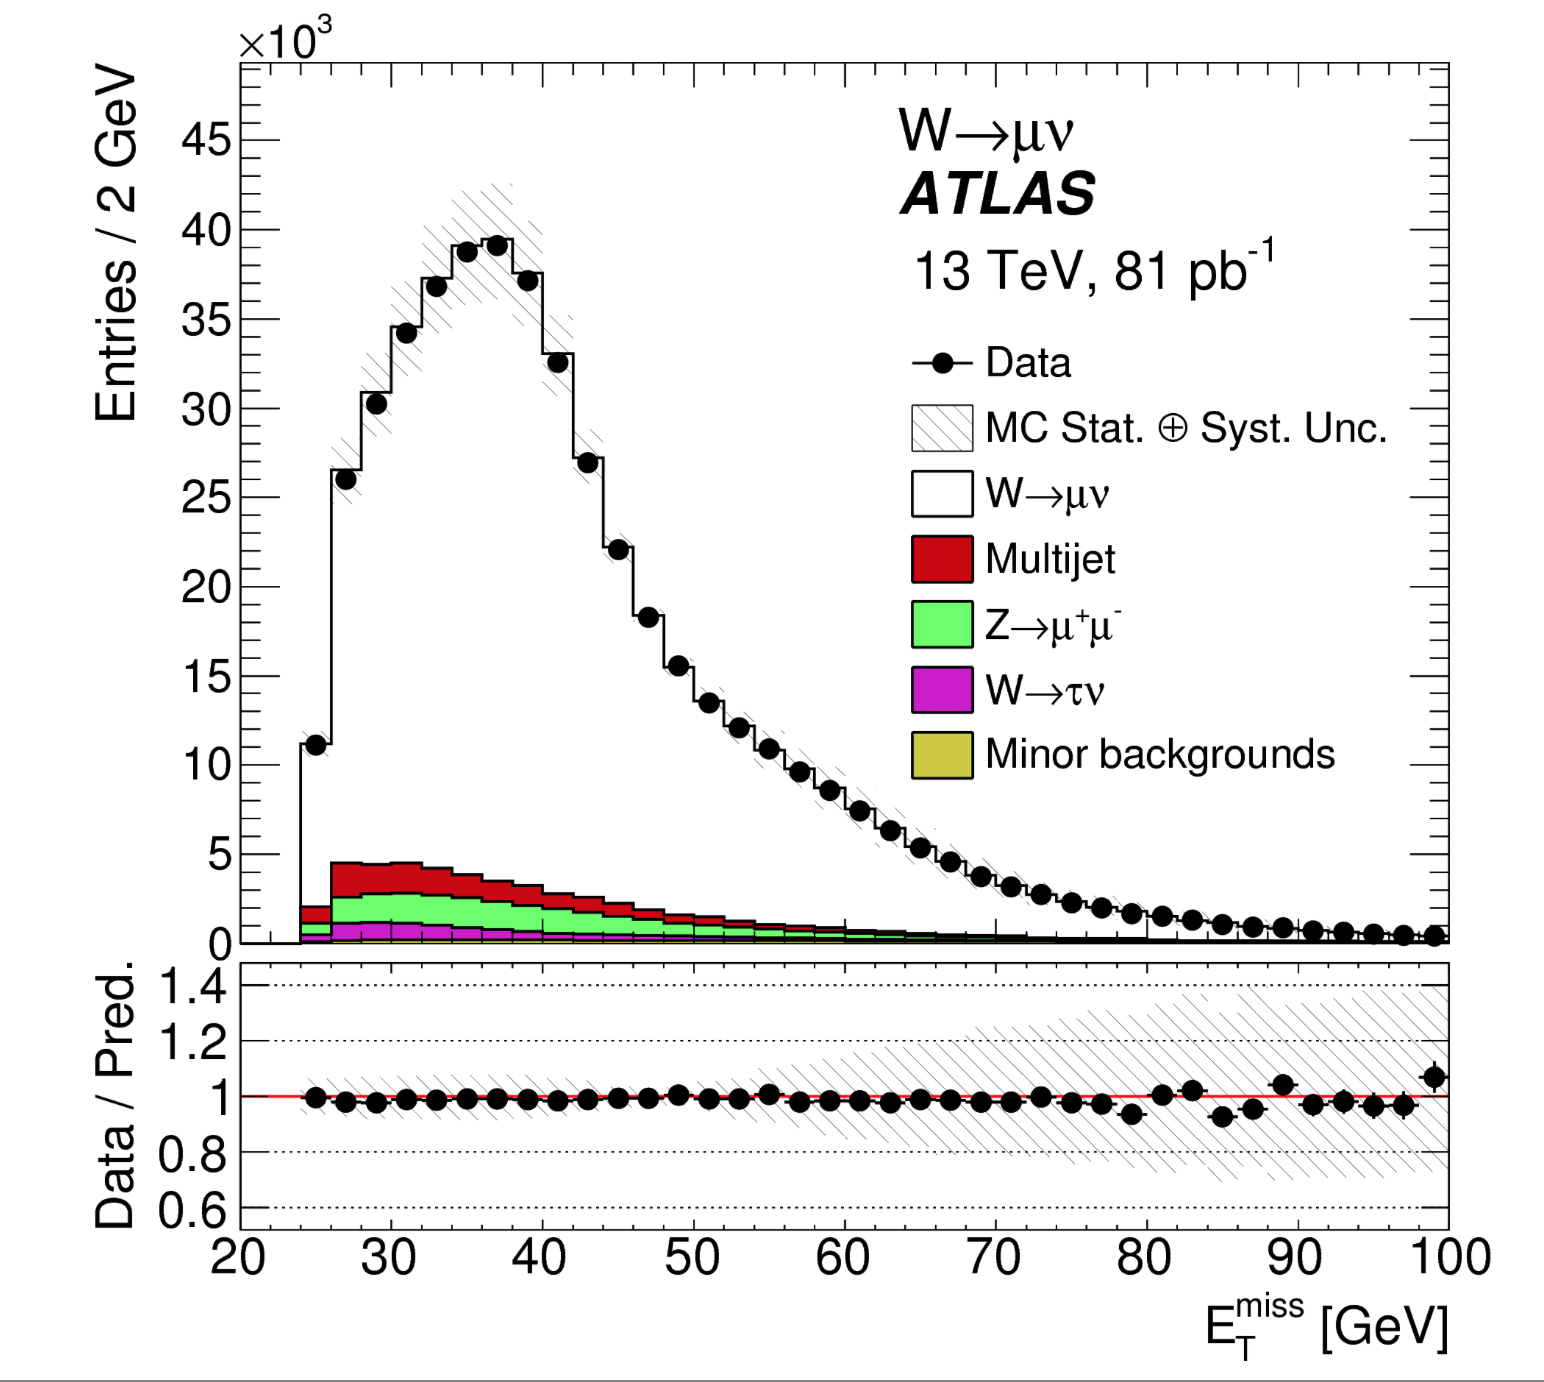 ×10³
Entries / 2 GeV
45
40
35
30
25
20
15
10
5
0
W→μν
ATLAS
13 TeV, 81 pb⁻¹
Data
MC Stat. ⊕ Syst. Unc.
W→μν
Multijet
Z→μ⁺μ⁻
W→τν
Minor backgrounds
Data / Pred.
1.4
1.2
1
0.8
0.6
20 30 40 50 60 70 80 90 100
E_T^miss [GeV]